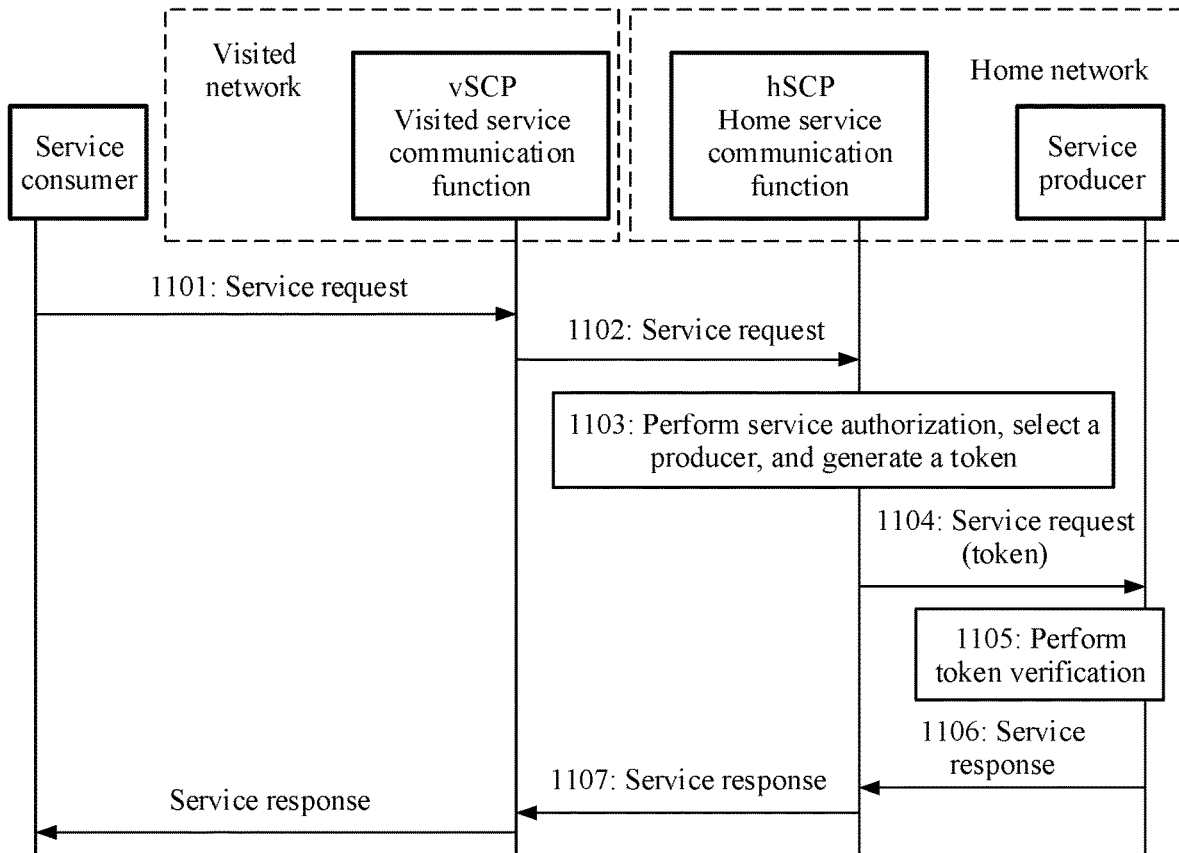 Visited
network
vSCP
Visited service
communication
function
hSCP
Home service
communication
function
Home network
Service
consumer
Service
producer
1101: Service request
1102: Service request
1103: Perform service authorization, select a
producer, and generate a token
1104: Service request
(token)
1105: Perform
token verification
1106: Service
response
1107: Service response
Service response